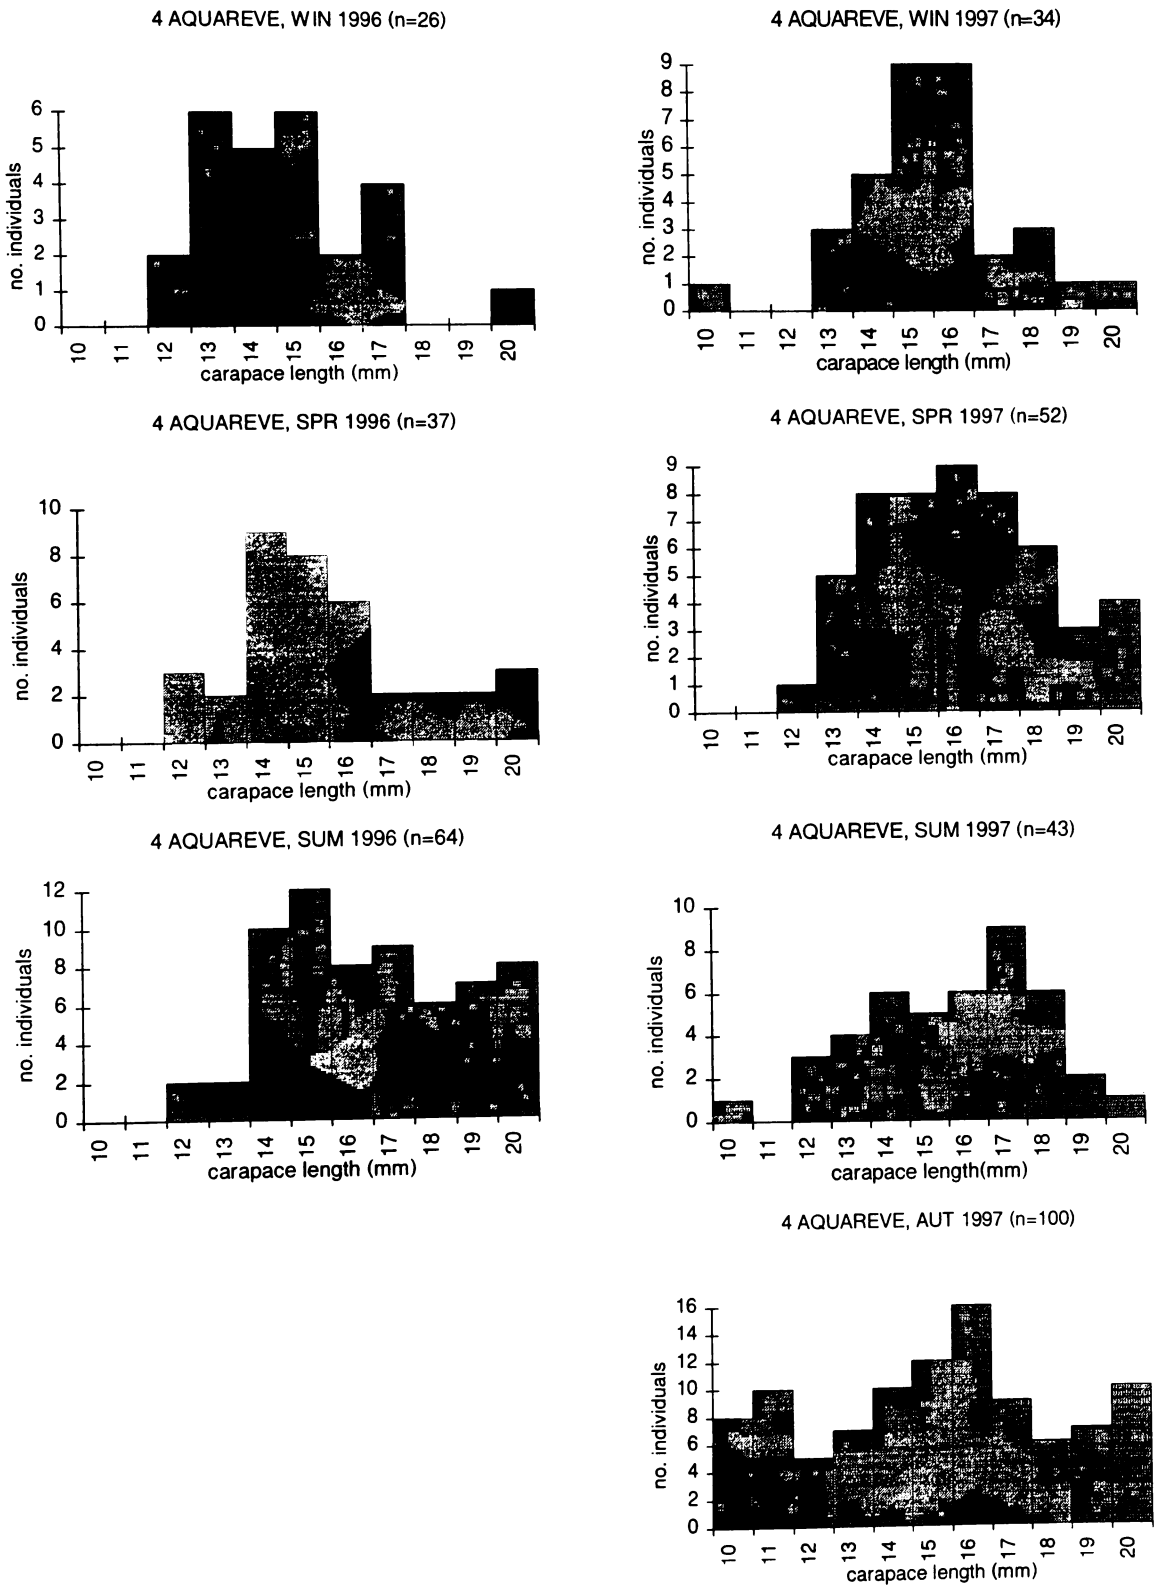 4 AQUAREVE, WIN 1996 (n=26)
no. individuals
6
5
4
3
2
1
0
10 11 12 13 14 15 16 17 18 19 20
carapace length (mm)
4 AQUAREVE, SPR 1996 (n=37)
no. individuals
10
8
6
4
2
0
10 11 12 13 14 15 16 17 18 19 20
carapace length (mm)
4 AQUAREVE, SUM 1996 (n=64)
no. individuals
12
10
8
6
4
2
0
10 11 12 13 14 15 16 17 18 19 20
carapace length (mm)
4 AQUAREVE, WIN 1997 (n=34)
no. individuals
9
8
7
6
5
4
3
2
1
0
10 11 12 13 14 15 16 17 18 19 20
carapace length (mm)
4 AQUAREVE, SPR 1997 (n=52)
no. individuals
9
8
7
6
5
4
3
2
1
0
10 11 12 13 14 15 16 17 18 19 20
carapace length (mm)
4 AQUAREVE, SUM 1997 (n=43)
no. individuals
10
8
6
4
2
0
10 11 12 13 14 15 16 17 18 19 20
carapace length(mm)
4 AQUAREVE, AUT 1997 (n=100)
no. individuals
16
14
12
10
8
6
4
2
0
10 11 12 13 14 15 16 17 18 19 20
carapace length (mm)